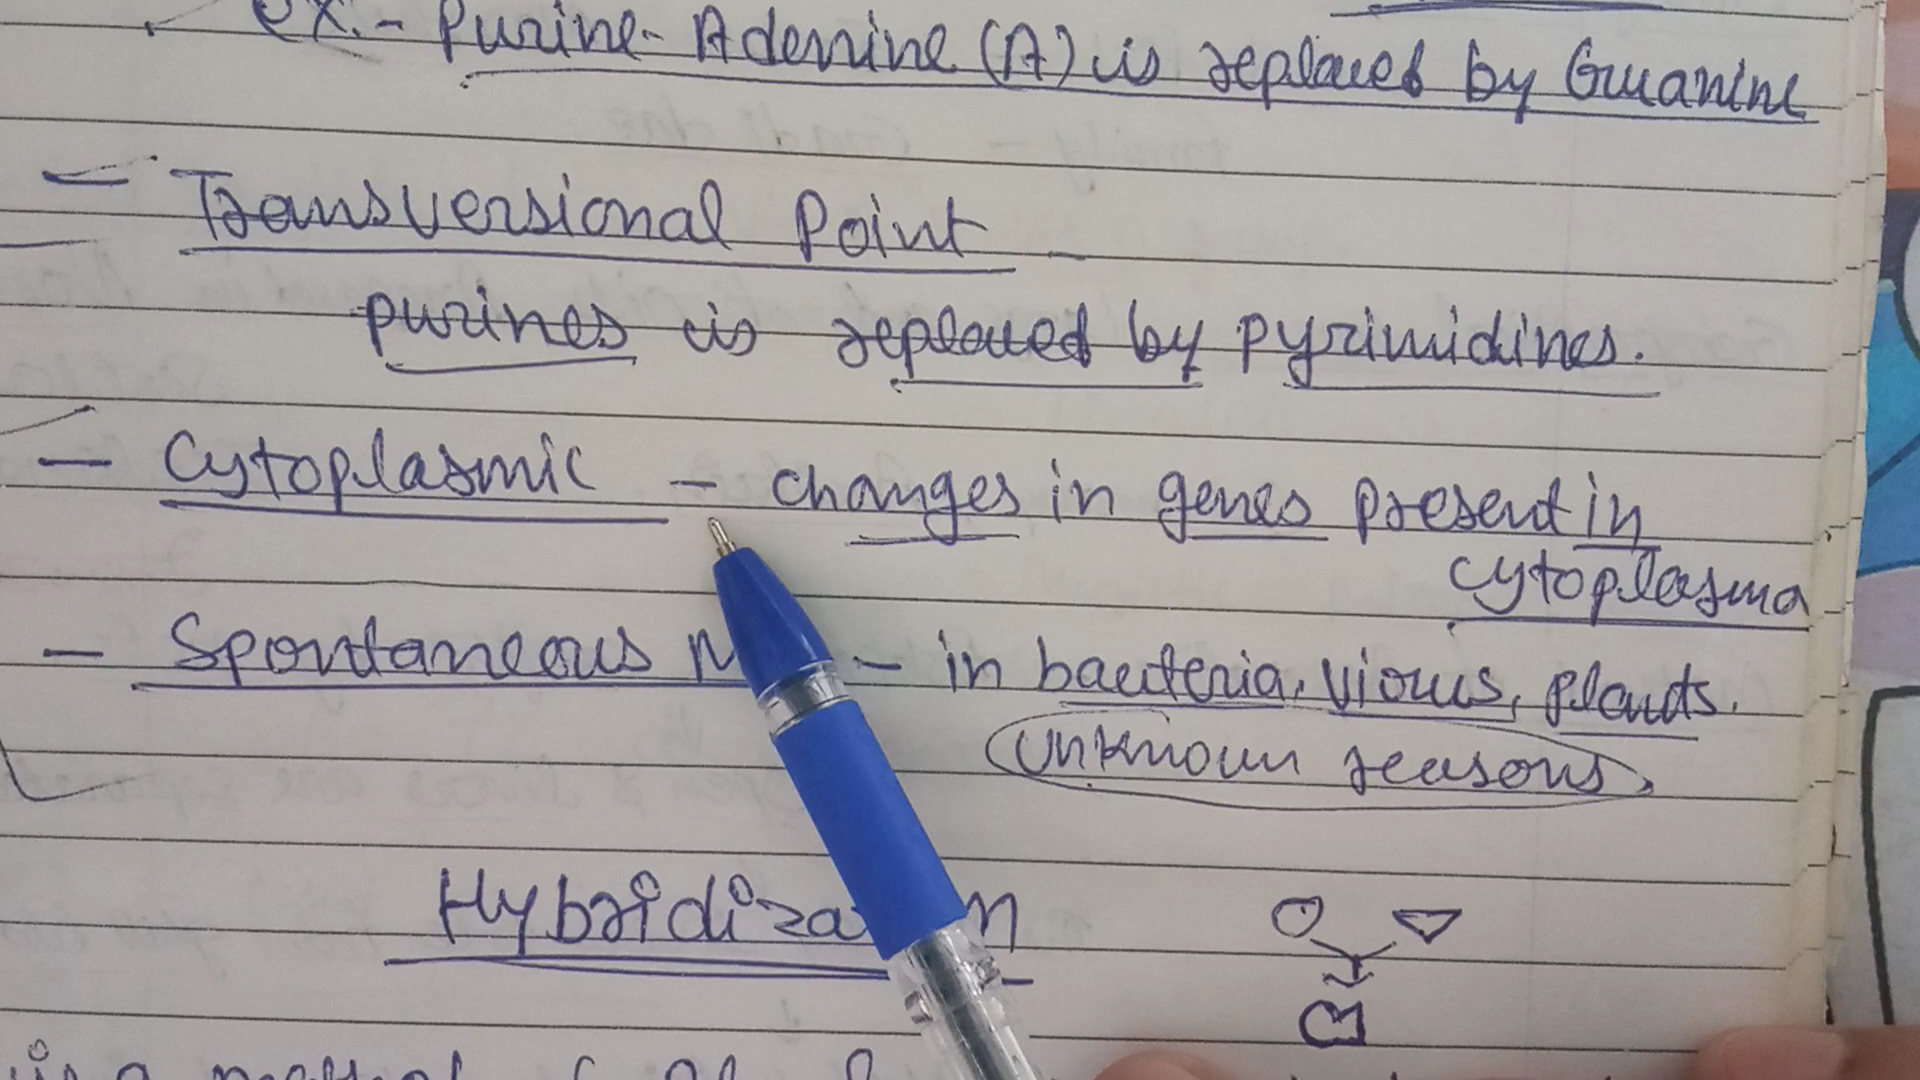 ex.- Purine- Adenine (A) is replaced by Guanine
- Transversional Point -
purines is replaced by pyrimidines.
- Cytoplasmic - changes in genes present in
cytoplasma
- Spontaneous - in bacteria, virus, plants.
unknown reasons,
is a